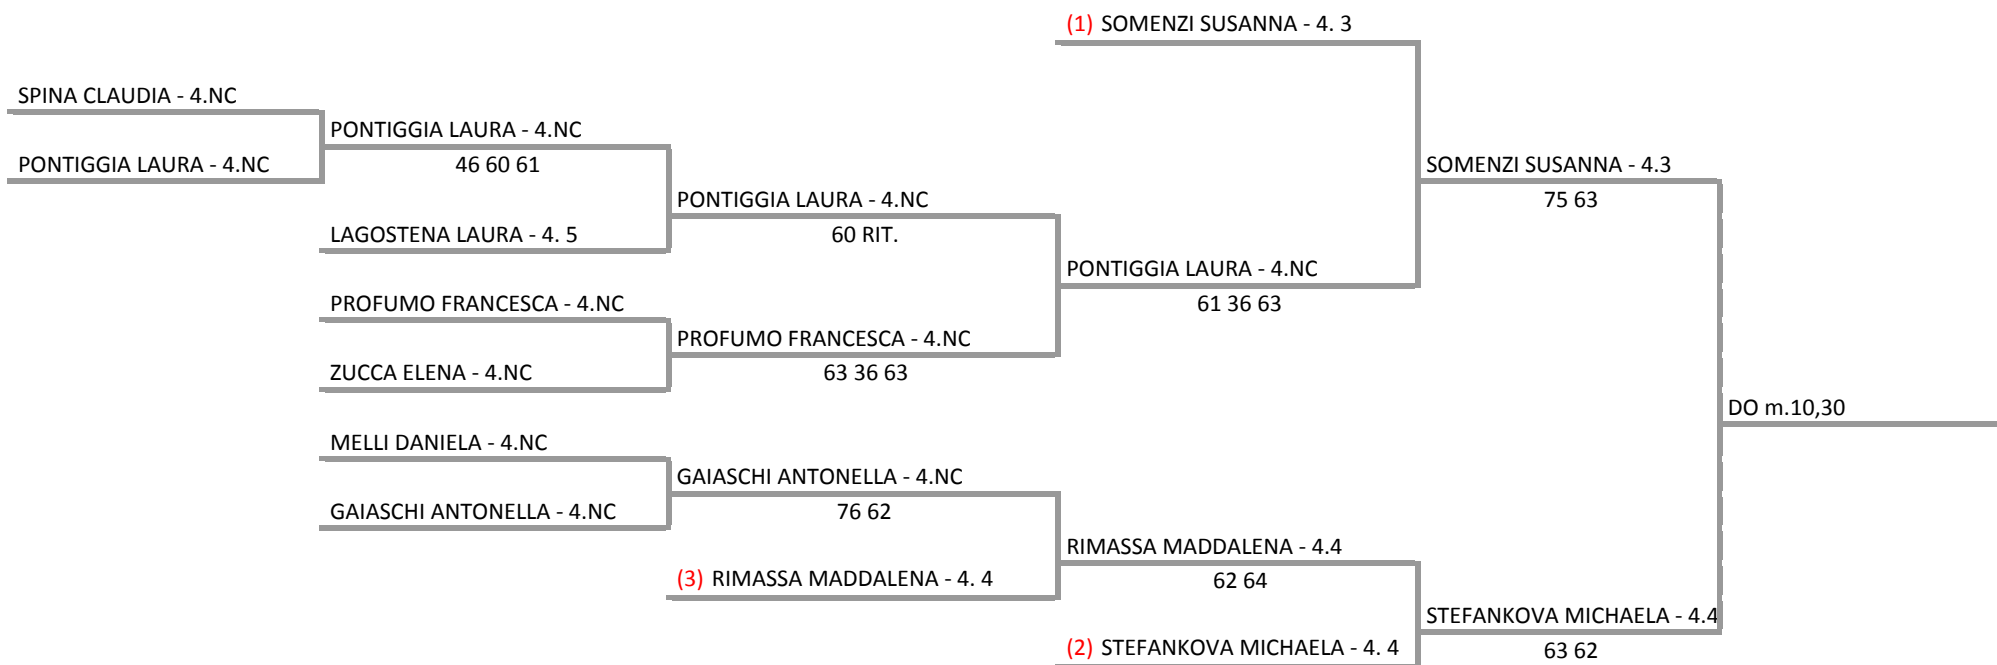 (1) SOMENZI SUSANNA - 4. 3
SPINA CLAUDIA - 4.NC
PONTIGGIA LAURA - 4.NC
PONTIGGIA LAURA - 4.NC
46 60 61
SOMENZI SUSANNA - 4.3
75 63
PONTIGGIA LAURA - 4.NC
60 RIT.
LAGOSTENA LAURA - 4. 5
PONTIGGIA LAURA - 4.NC
61 36 63
PROFUMO FRANCESCA - 4.NC
PROFUMO FRANCESCA - 4.NC
63 36 63
ZUCCA ELENA - 4.NC
DO m.10,30
MELLI DANIELA - 4.NC
GAIASCHI ANTONELLA - 4.NC
76 62
GAIASCHI ANTONELLA - 4.NC
RIMASSA MADDALENA - 4.4
62 64
(3) RIMASSA MADDALENA - 4. 4
STEFANKOVA MICHAELA - 4.4
63 62
(2) STEFANKOVA MICHAELA - 4. 4